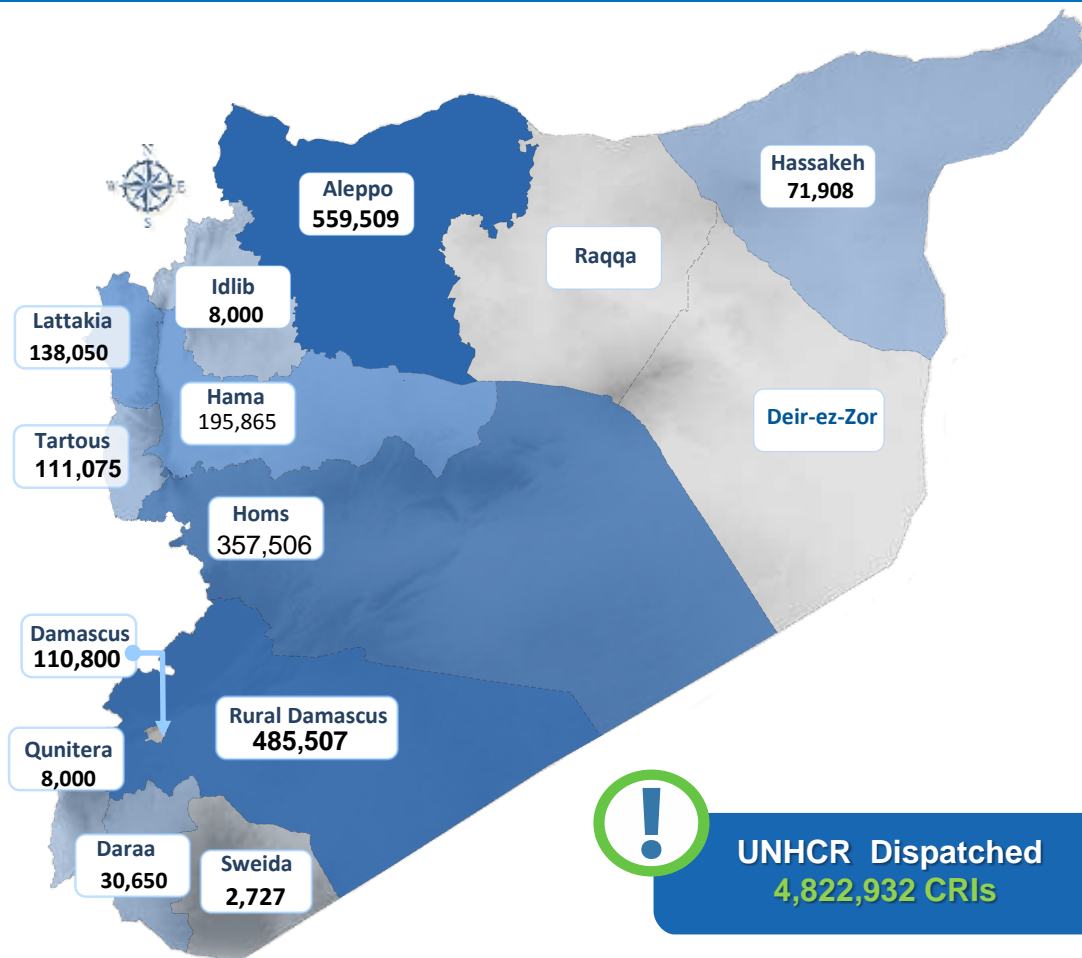 N
W E
S
Aleppo
559,509
Hassakeh
71,908
Raqqa
Idlib
8,000
Lattakia
138,050
Hama
195,865
Deir-ez-Zor
Tartous
111,075
Homs
357,506
Damascus
110,800
Rural Damascus
485,507
Qunitera
8,000
Daraa
30,650
Sweida
2,727
!
UNHCR Dispatched
4,822,932 CRIs